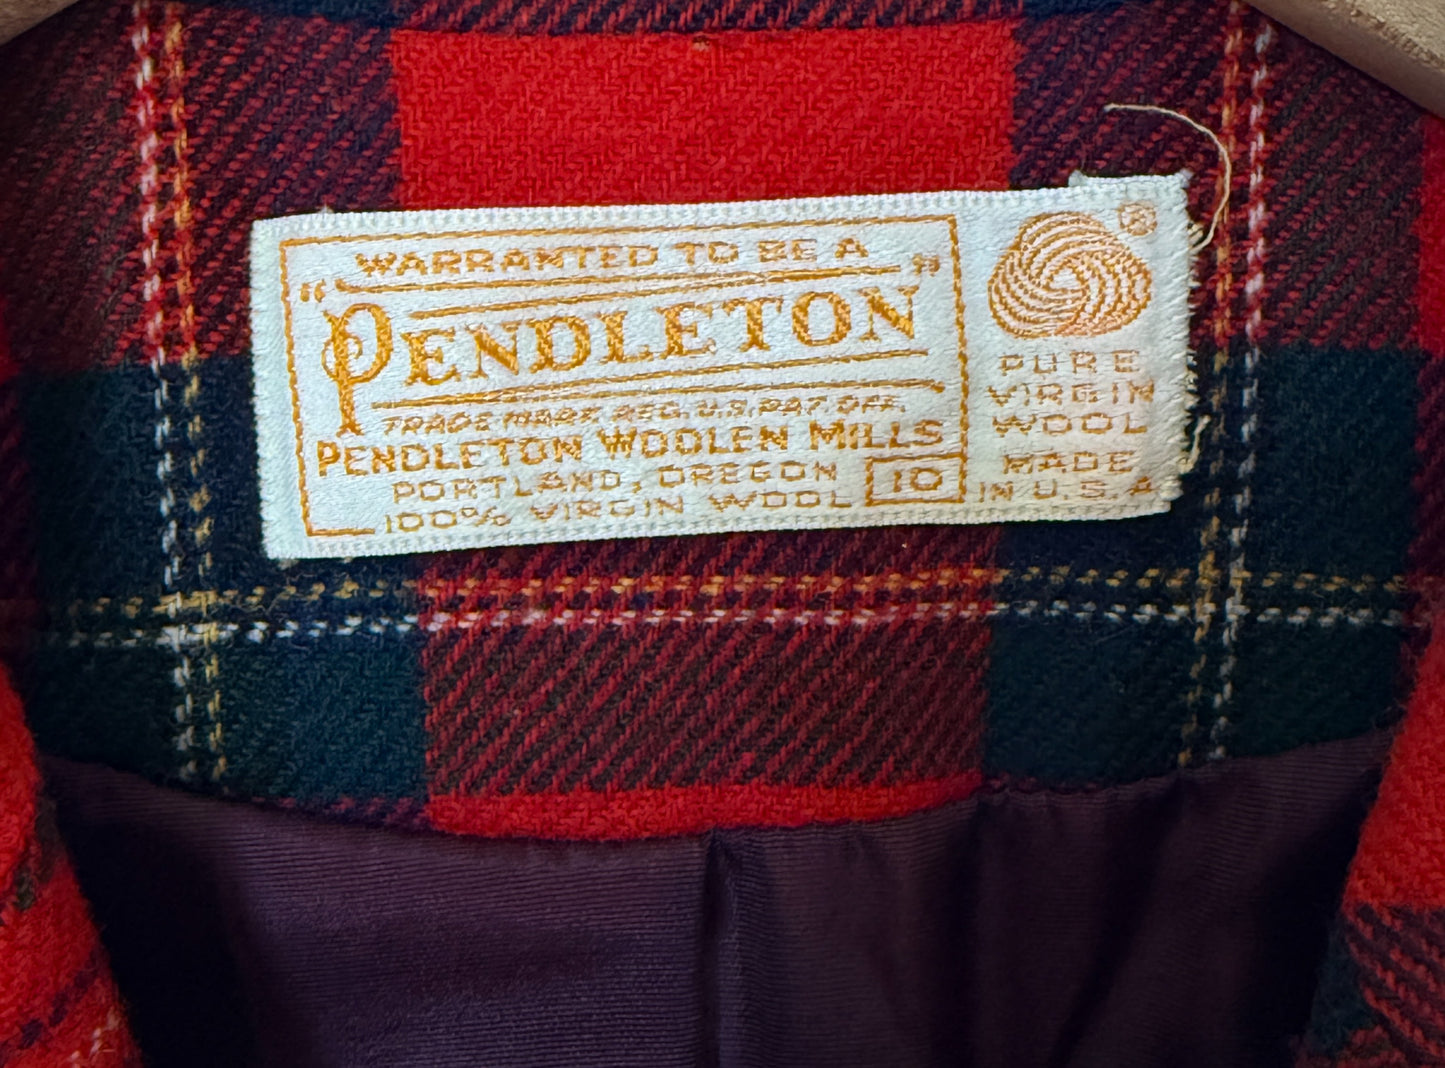 WARRANTED TO BE A
"PENDLETON"
TRADE MARK REG. U.S. PAT. OFF.
PENDLETON WOOLEN MILLS
PORTLAND, OREGON
100% VIRGIN WOOL
10
®
PURE
VIRGIN
WOOL
MADE
IN U.S.A